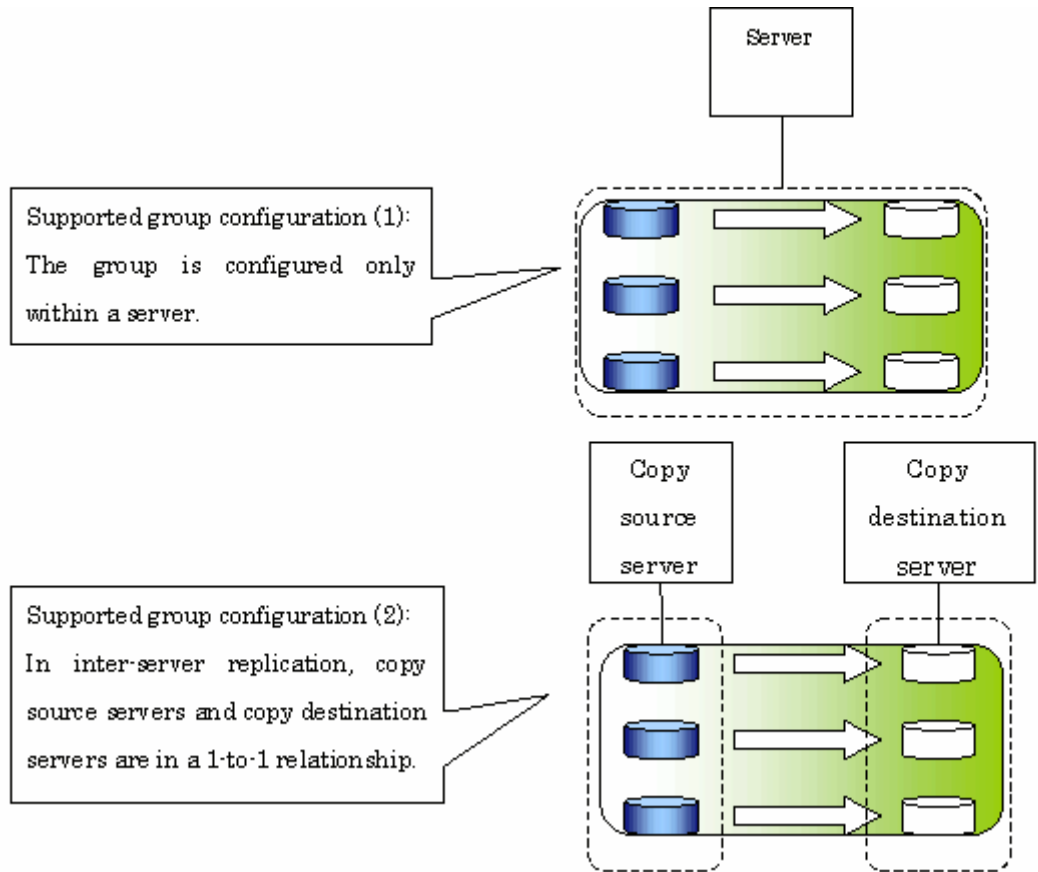 Server
Supported group configuration (1):
The group is configured only
within a server.
Copy
source
server
Copy
destination
server
Supported group configuration (2):
In inter-server replication, copy
source servers and copy destination
servers are in a 1-to-1 relationship.